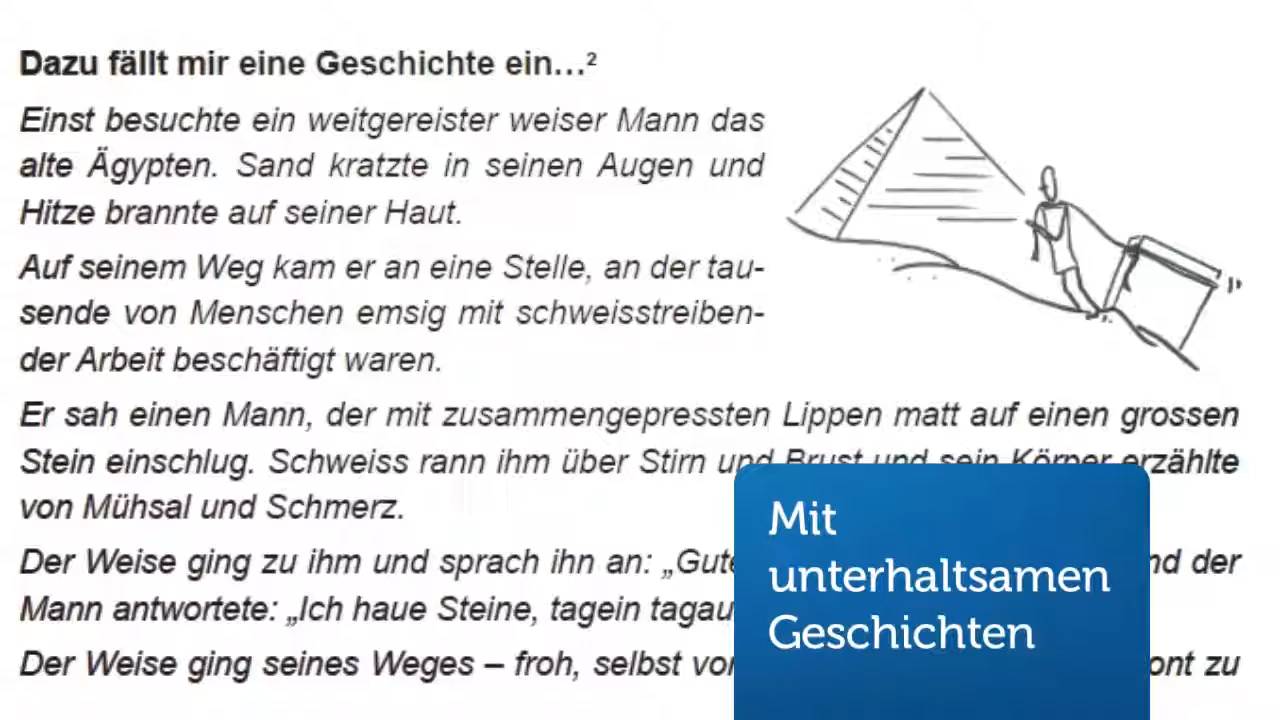 Dazu fällt mir eine Geschichte ein…²
Einst besuchte ein weitgereister weiser Mann das
alte Ägypten. Sand kratzte in seinen Augen und
Hitze brannte auf seiner Haut.
Auf seinem Weg kam er an eine Stelle, an der tau-
sende von Menschen emsig mit schweisstreiben-
der Arbeit beschäftigt waren.
Er sah einen Mann, der mit zusammengepressten Lippen matt auf einen grossen
Stein einschlug. Schweiss rann ihm über Stirn und Brust und sein Körper erzählte
von Mühsal und Schmerz.
Der Weise ging zu ihm und sprach ihn an: „ der
Mann antwortete: „Ich haue Steine, tagein
Der Weise ging seines Weges – froh, selbst zu
Mit
unterhaltsamen
Geschichten